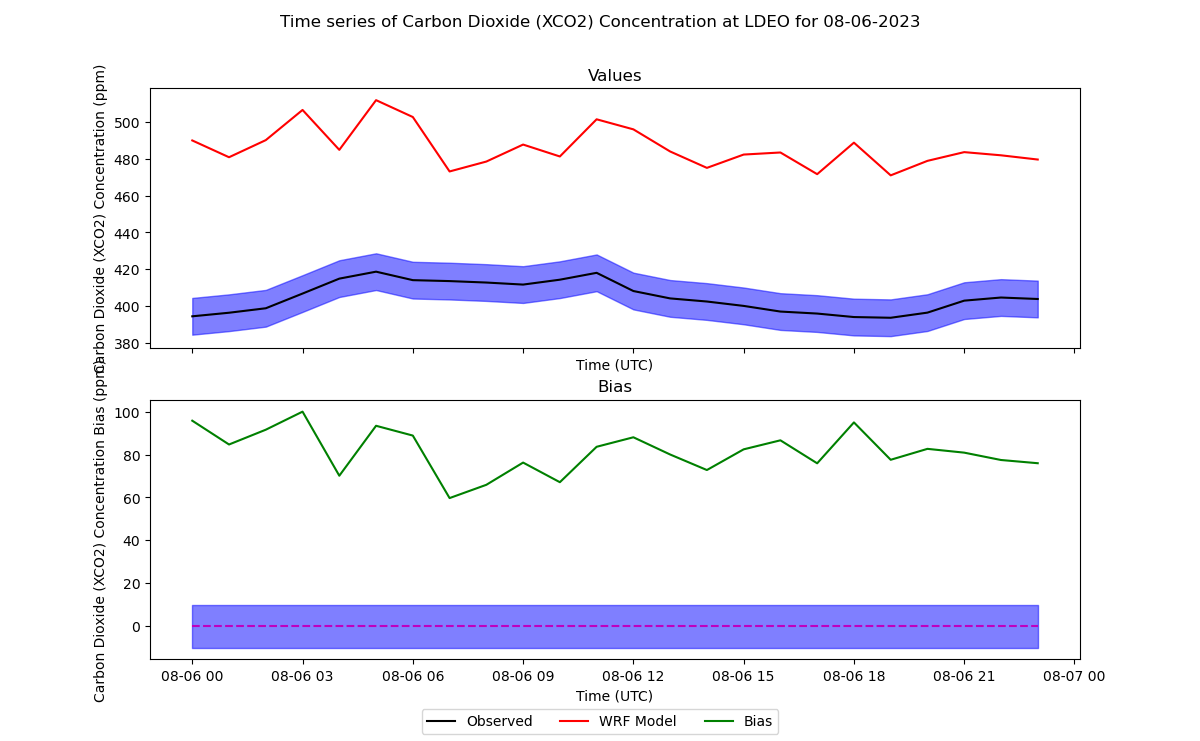 Time series of Carbon Dioxide (XCO2) Concentration at LDEO for 08-06-2023
Values
Carbon Dioxide (XCO2) Concentration (ppm)
500
480
460
440
420
400
380
Time (UTC)
Bias
Carbon Dioxide (XCO2) Concentration Bias (ppm)
100
80
60
40
20
0
08-06 00 08-06 03 08-06 06 08-06 09 08-06 12 08-06 15 08-06 18 08-06 21 08-07 00
Time (UTC)
Observed WRF Model Bias